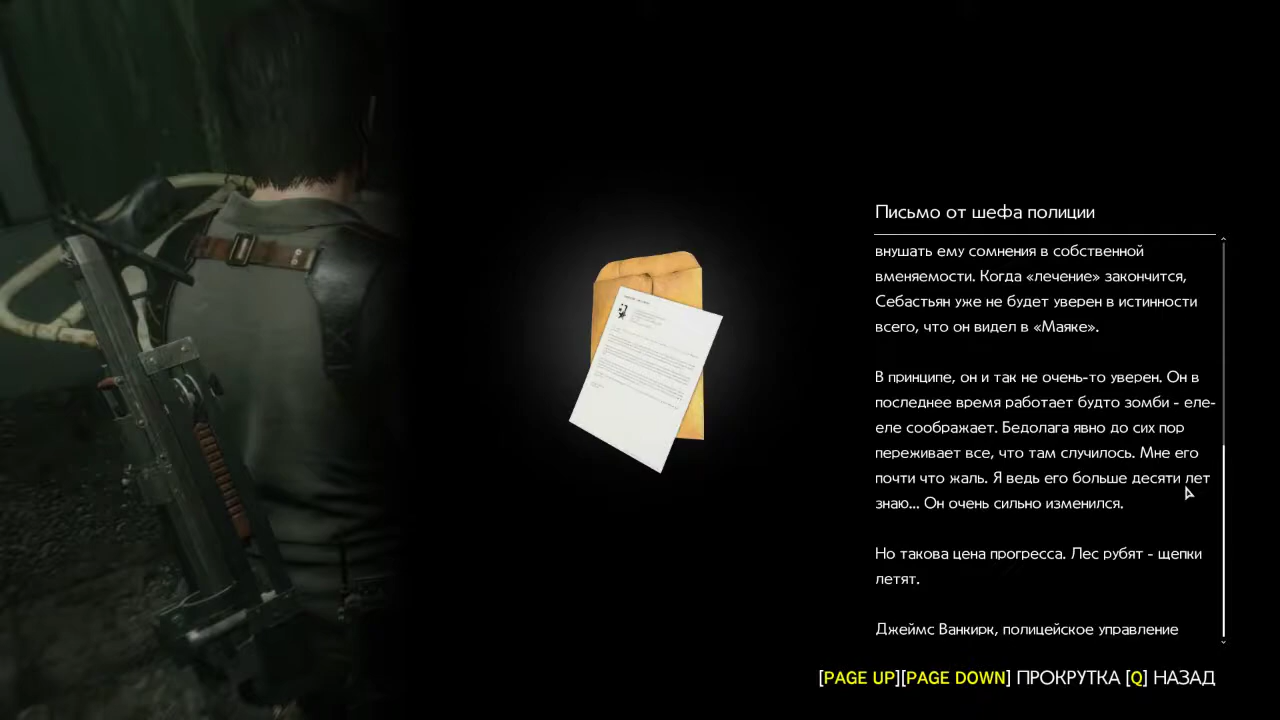 Письмо от шефа полиции
внушать ему сомнения в собственной
вменяемости. Когда «лечение» закончится,
Себастьян уже не будет уверен в истинности
всего, что он видел в «Маяке».
В принципе, он и так не очень-то уверен. Он в
последнее время работает будто зомби - еле-
еле соображает. Бедолага явно до сих пор
переживает все, что там случилось. Мне его
почти что жаль. Я ведь его больше десяти лет
знаю... Он очень сильно изменился.
Но такова цена прогресса. Лес рубят - щепки
летят.
Джеймс Ванкирк, полицейское управление
[PAGE UP][PAGE DOWN] ПРОКРУТКА [Q] НАЗАД